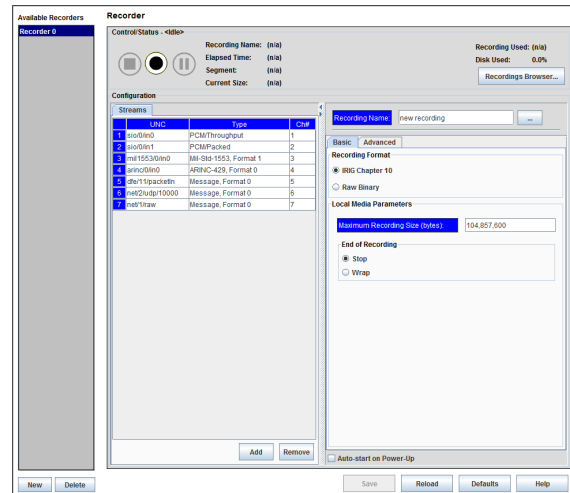 Available Recorders
Recorder 0
New
Delete
Recorder
Control/Status - <Idle>
Recording Name: (n/a)
Elapsed Time: (n/a)
Segment: (n/a)
Current Size: (n/a)
Recording Used: (n/a)
Disk Used: 0.0%
Recordings Browser...
Configuration
Streams
UNC Type Ch#
1 sio/0/in0 PCM/Throughput 1
2 sio/0/in1 PCM/Packed 2
3 mil1553/0/in0 Mil-Std-1553, Format 1 3
4 arinc/0/in0 ARINC-429, Format 0 4
5 dfe/11/packetIn Message, Format 0 5
6 net/2/udp/10000 Message, Format 0 6
7 net/1/raw Message, Format 0 7
Add
Remove
Recording Name: new recording ...
Basic Advanced
Recording Format
IRIG Chapter 10
Raw Binary
Local Media Parameters
Maximum Recording Size (bytes): 104,857,600
End of Recording
Stop
Wrap
Auto-start on Power-Up
Save
Reload
Defaults
Help